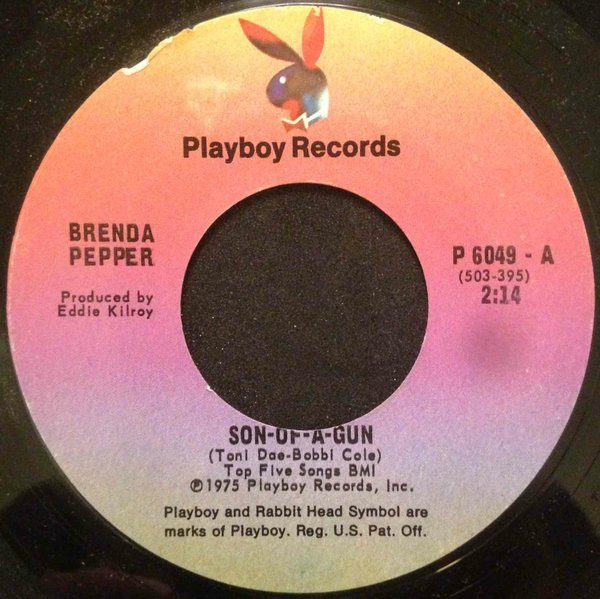 Playboy Records
BRENDA
PEPPER
Produced by
Eddie Kilroy
P 6049 - A
(503-395)
2:14
SON-OF-A-GUN
(Toni Dae-Bobbi Cole)
Top Five Songs BMI
℗1975 Playboy Records, Inc.
Playboy and Rabbit Head Symbol are
marks of Playboy. Reg. U.S. Pat. Off.